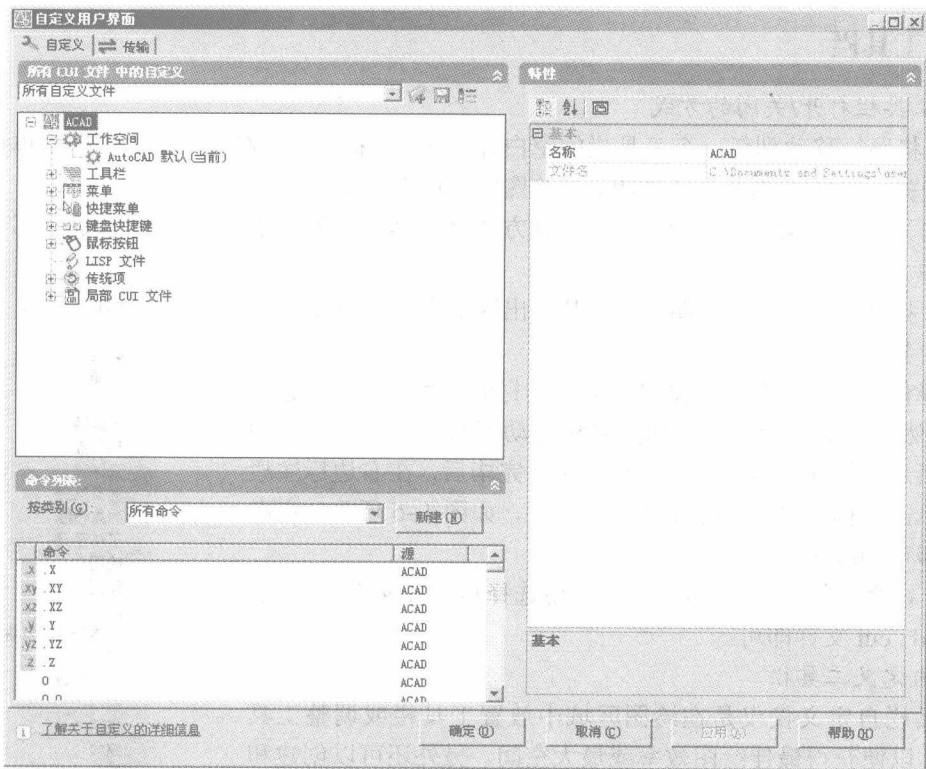 自定义用户界面
自定义
传输
所有 CUI 文件 中的自定义
所有自定义文件
ACAD
工作空间
AutoCAD 默认(当前)
工具栏
菜单
快捷菜单
键盘快捷键
鼠标按钮
LISP 文件
传统项
局部 CUI 文件
命令列表:
按类别(G):
所有命令
新建(N)
命令 源
.X .X ACAD
.XY .XY ACAD
.XZ .XZ ACAD
.Y .Y ACAD
.YZ .YZ ACAD
.Z .Z ACAD
0 ACAD
ACAD
特性
基本
名称 ACAD
文件名 C:\Documents and Settings\user
基本
了解关于自定义的详细信息
确定(O)
取消(C)
应用(A)
帮助(H)